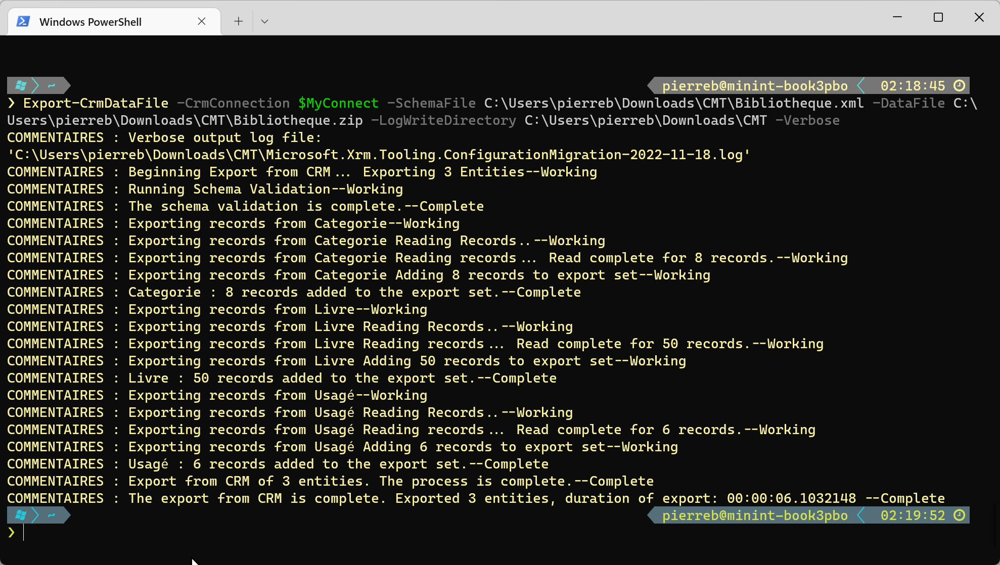 Windows PowerShell
~ pierreb@minint-book3pbo 02:18:45
❯ Export-CrmDataFile -CrmConnection $MyConnect -SchemaFile C:\Users\pierreb\Downloads\CMT\Bibliotheque.xml -DataFile C:\
Users\pierreb\Downloads\CMT\Bibliotheque.zip -LogWriteDirectory C:\Users\pierreb\Downloads\CMT -Verbose
COMMENTAIRES : Verbose output log file:
'C:\Users\pierreb\Downloads\CMT\Microsoft.Xrm.Tooling.ConfigurationMigration-2022-11-18.log'
COMMENTAIRES : Beginning Export from CRM... Exporting 3 Entities--Working
COMMENTAIRES : Running Schema Validation--Working
COMMENTAIRES : The schema validation is complete.--Complete
COMMENTAIRES : Exporting records from Categorie--Working
COMMENTAIRES : Exporting records from Categorie Reading Records..--Working
COMMENTAIRES : Exporting records from Categorie Reading records... Read complete for 8 records.--Working
COMMENTAIRES : Exporting records from Categorie Adding 8 records to export set--Working
COMMENTAIRES : Categorie : 8 records added to the export set.--Complete
COMMENTAIRES : Exporting records from Livre--Working
COMMENTAIRES : Exporting records from Livre Reading Records..--Working
COMMENTAIRES : Exporting records from Livre Reading records... Read complete for 50 records.--Working
COMMENTAIRES : Exporting records from Livre Adding 50 records to export set--Working
COMMENTAIRES : Livre : 50 records added to the export set.--Complete
COMMENTAIRES : Exporting records from Usagé--Working
COMMENTAIRES : Exporting records from Usagé Reading Records..--Working
COMMENTAIRES : Exporting records from Usagé Reading records... Read complete for 6 records.--Working
COMMENTAIRES : Exporting records from Usagé Adding 6 records to export set--Working
COMMENTAIRES : Usagé : 6 records added to the export set.--Complete
COMMENTAIRES : Export from CRM of 3 entities. The process is complete.--Complete
COMMENTAIRES : The export from CRM is complete. Exported 3 entities, duration of export: 00:00:06.1032148 --Complete
~ pierreb@minint-book3pbo 02:19:52
❯